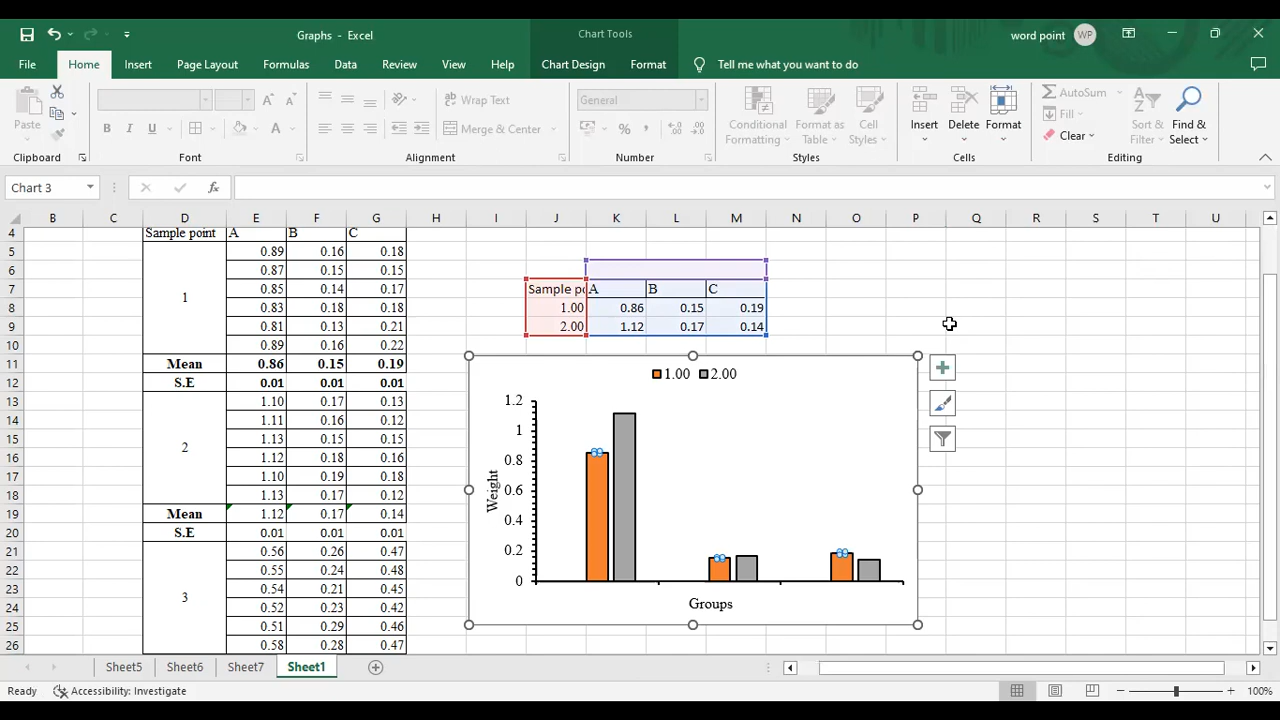 Graphs - Excel
Chart Tools
word point WP
File Home Insert Page Layout Formulas Data Review View Help Chart Design Format Tell me what you want to do
Paste
Wrap Text
Merge & Center
General
Conditional Formatting
Format as Table
Cell Styles
Insert
Delete
Format
AutoSum
Fill
Clear
Sort & Filter
Find & Select
Clipboard Font Alignment Number Styles Cells Editing
Chart 3 fx
B C D E F G H I J K L M N O P Q R S T U
4 Sample point A B C
5 0.89 0.16 0.18
6 0.87 0.15 0.15
7 0.85 0.14 0.17 Sample po A B C
8 1 0.83 0.18 0.18 1.00 0.86 0.15 0.19
9 0.81 0.13 0.21 2.00 1.12 0.17 0.14
10 0.89 0.16 0.22
11 Mean 0.86 0.15 0.19
12 S.E 0.01 0.01 0.01
13 1.10 0.17 0.13
14 1.11 0.16 0.12
15 1.13 0.15 0.15
16 2 1.12 0.18 0.16
17 1.10 0.19 0.18
18 1.13 0.17 0.12
19 Mean 1.12 0.17 0.14
20 S.E 0.01 0.01 0.01
21 0.56 0.26 0.47
22 0.55 0.24 0.48
23 0.54 0.21 0.45
24 3 0.52 0.23 0.42
25 0.51 0.29 0.46
26 0.58 0.28 0.47
1.00 2.00
1.2
1
0.8
0.6
0.4
0.2
0
Weight
Groups
Sheet5 Sheet6 Sheet7 Sheet1
Ready Accessibility: Investigate 100%